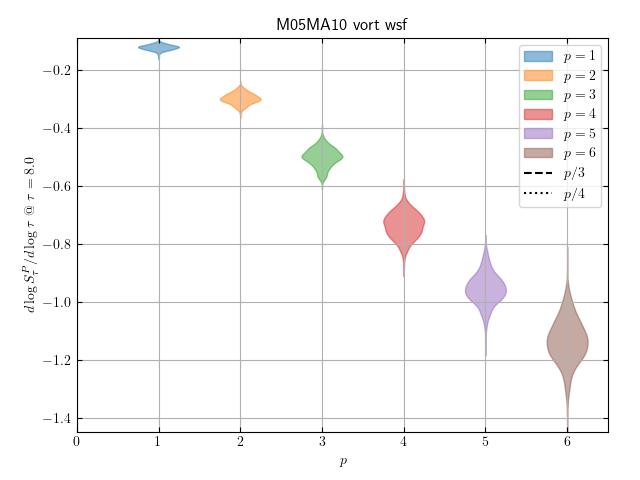 M05MA10 vort wsf
d log S_τ^P / d log τ @ τ = 8.0
−0.2
−0.4
−0.6
−0.8
−1.0
−1.2
−1.4
0 1 2 3 4 5 6
p
p = 1
p = 2
p = 3
p = 4
p = 5
p = 6
p/3
p/4